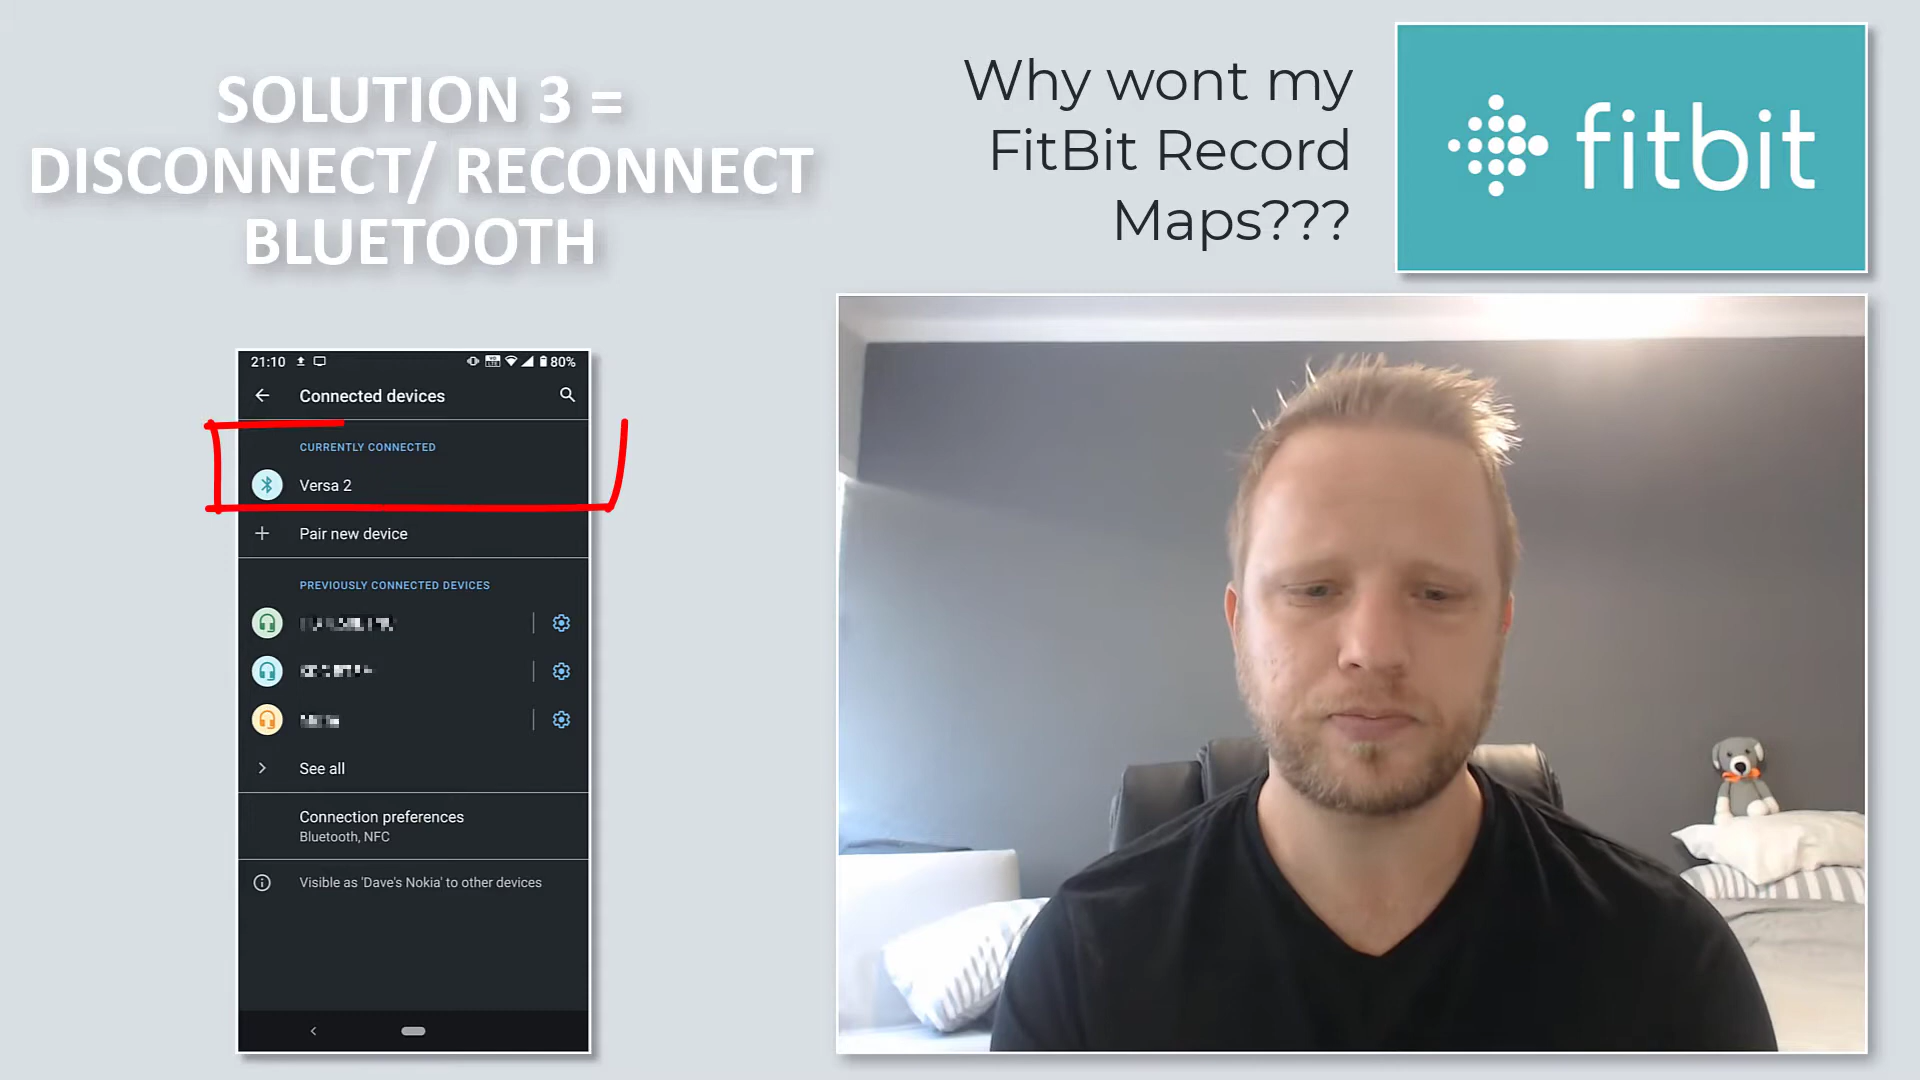 SOLUTION 3 =
DISCONNECT/ RECONNECT
BLUETOOTH
Why wont my
FitBit Record
Maps???
fitbit
21:10
80%
Connected devices
CURRENTLY CONNECTED
Versa 2
Pair new device
PREVIOUSLY CONNECTED DEVICES
See all
Connection preferences
Bluetooth, NFC
Visible as 'Dave's Nokia' to other devices